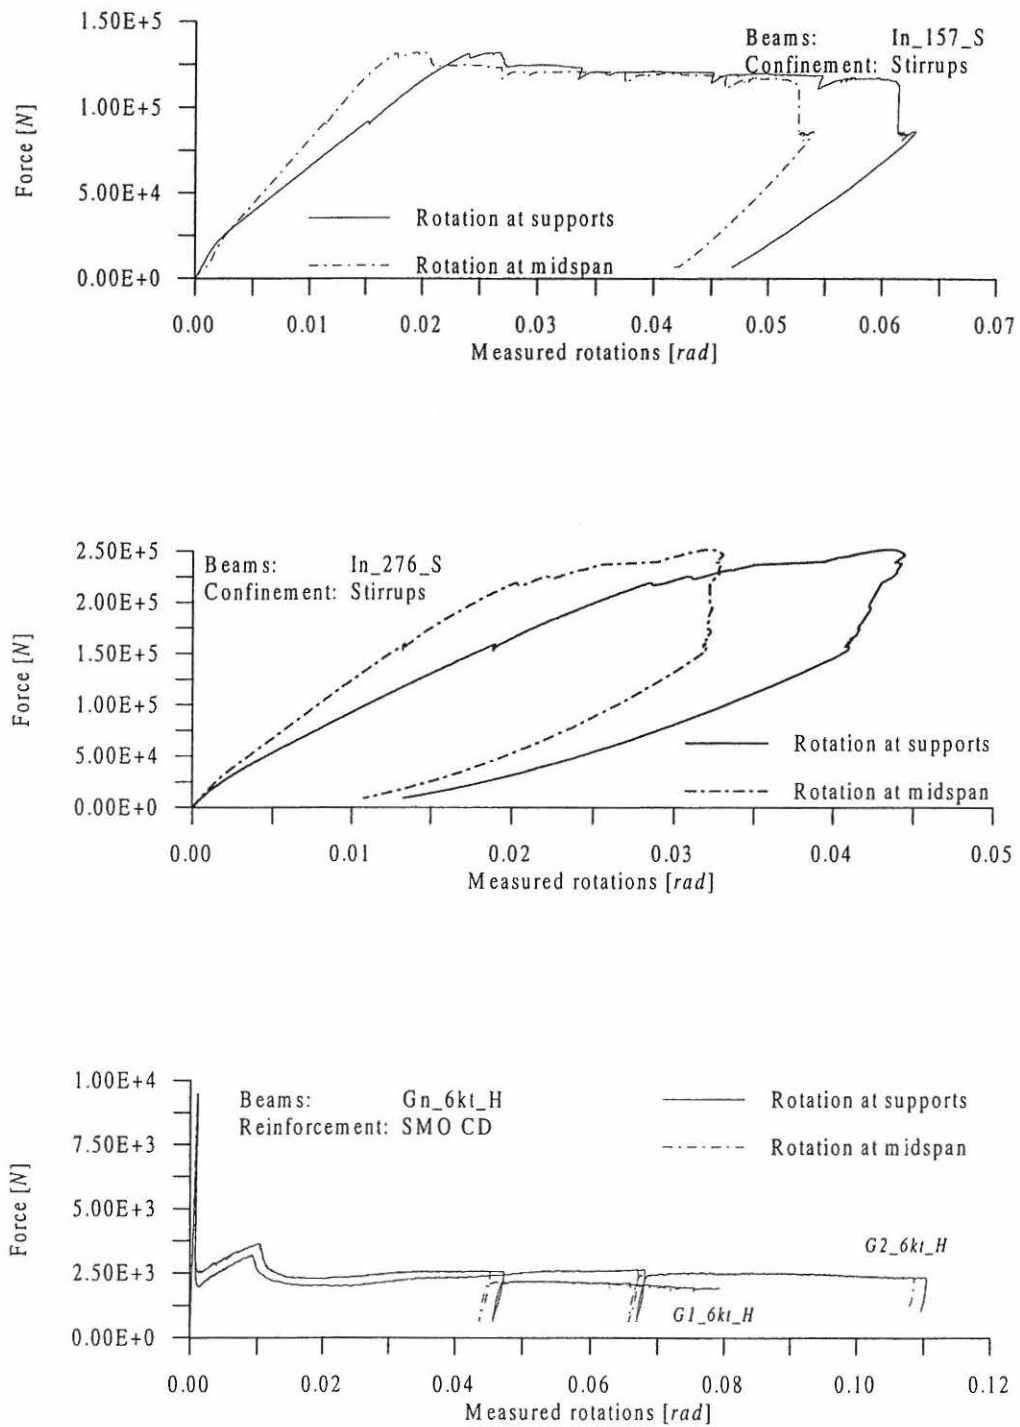 1.50E+5
Beams: In_157_S
Confinement: Stirrups
1.00E+5
Force [N]
5.00E+4
Rotation at supports
Rotation at midspan
0.00E+0
0.00 0.01 0.02 0.03 0.04 0.05 0.06 0.07
Measured rotations [rad]
2.50E+5
Beams: In_276_S
Confinement: Stirrups
2.00E+5
1.50E+5
Force [N]
1.00E+5
5.00E+4
Rotation at supports
Rotation at midspan
0.00E+0
0.00 0.01 0.02 0.03 0.04 0.05
Measured rotations [rad]
1.00E+4
Beams: Gn_6kt_H
Reinforcement: SMO CD
Rotation at supports
Rotation at midspan
7.50E+3
Force [N]
5.00E+3
G2_6kt_H
2.50E+3
G1_6kt_H
0.00E+0
0.00 0.02 0.04 0.06 0.08 0.10 0.12
Measured rotations [rad]